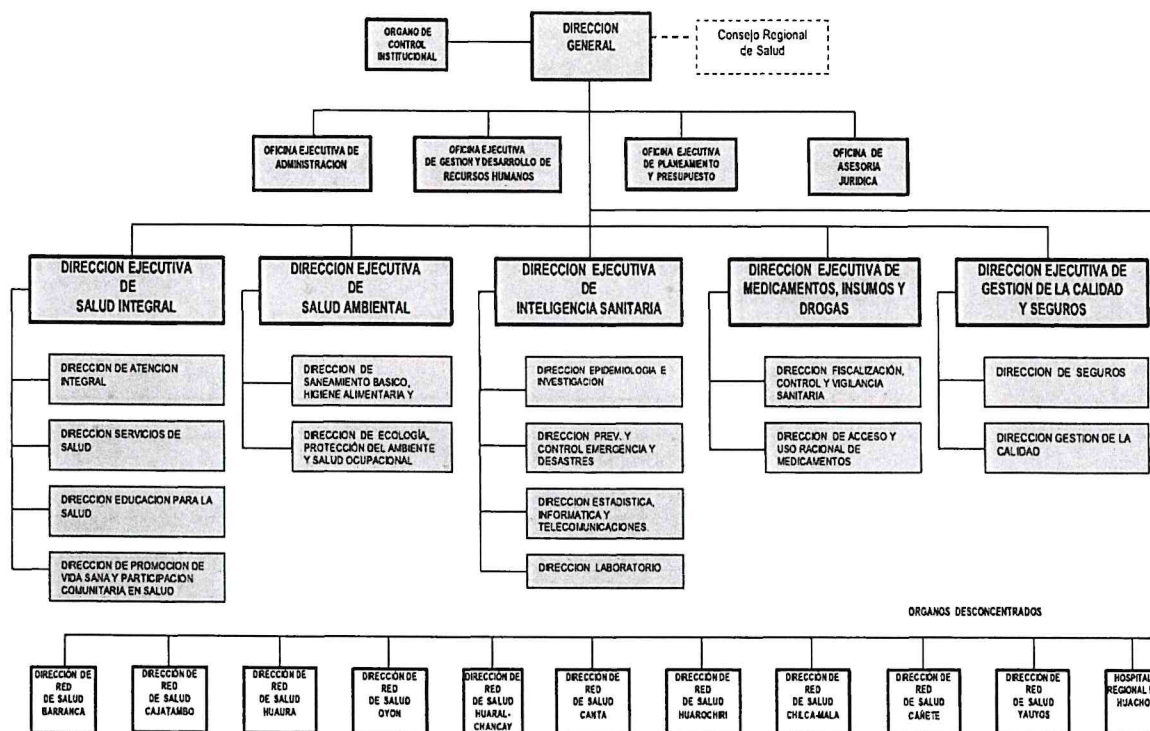 ORGANO DE
CONTROL
INSTITUCIONAL
DIRECCION
GENERAL
Consejo Regional
de Salud
OFICINA EJECUTIVA DE
ADMINISTRACION
OFICINA EJECUTIVA
DE GESTION Y DESARROLLO DE
RECURSOS HUMANOS
OFICINA EJECUTIVA
DE PLANEAMENTO
Y PRESUPUESTO
OFICINA DE
ASESORIA
JURIDICA
DIRECCION EJECUTIVA
DE
SALUD INTEGRAL
DIRECCION DE ATENCION
INTEGRAL
DIRECCION SERVICIOS DE
SALUD
DIRECCION EDUCACION PARA LA
SALUD
DIRECCION DE PROMOCION DE
VIDA SANA Y PARTICIPACION
COMUNITARIA EN SALUD
DIRECCION EJECUTIVA
DE
SALUD AMBIENTAL
DIRECCION DE
SANEAMIENTO BASICO,
HIGIENE ALIMENTARIA Y
DIRECCION DE ECOLOGÍA,
PROTECCIÓN DEL AMBIENTE
Y SALUD OCUPACIONAL
DIRECCION EJECUTIVA
DE
INTELIGENCIA SANITARIA
DIRECCION EPIDEMIOLOGIA E
INVESTIGACION
DIRECCION PREV. Y
CONTROL EMERGENCIA Y
DESASTRES
DIRECCION ESTADISTICA,
INFORMATICA Y
TELECOMUNICACIONES.
DIRECCION LABORATORIO
DIRECCION EJECUTIVA DE
MEDICAMENTOS, INSUMOS Y
DROGAS
DIRECCION FISCALIZACIÓN,
CONTROL Y VIGILANCIA
SANITARIA
DIRECCION DE ACCESO Y
USO RACIONAL DE
MEDICAMENTOS
DIRECCION EJECUTIVA DE
GESTION DE LA CALIDAD
Y SEGUROS
DIRECCION DE SEGUROS
DIRECCION GESTION DE LA
CALIDAD
ORGANOS DESCONCENTRADOS
DIRECCIÓN DE
RED
DE SALUD
BARRANCA
DIRECCIÓN DE
RED
DE SALUD
CAJATAMBO
DIRECCIÓN DE
RED
DE SALUD
HUAURA
DIRECCIÓN DE
RED
DE SALUD
OYON
DIRECCIÓN DE
RED
DE SALUD
HUARAL-
CHANCAY
DIRECCIÓN DE
RED
DE SALUD
CANTA
DIRECCIÓN DE
RED
DE SALUD
HUAROCHIRI
DIRECCIÓN DE
RED
DE SALUD
CHILCA-MALA
DIRECCIÓN DE
RED
DE SALUD
CAÑETE
DIRECCIÓN DE
RED
DE SALUD
YAUYOS
HOSPITAL
REGIONAL
HUACHO